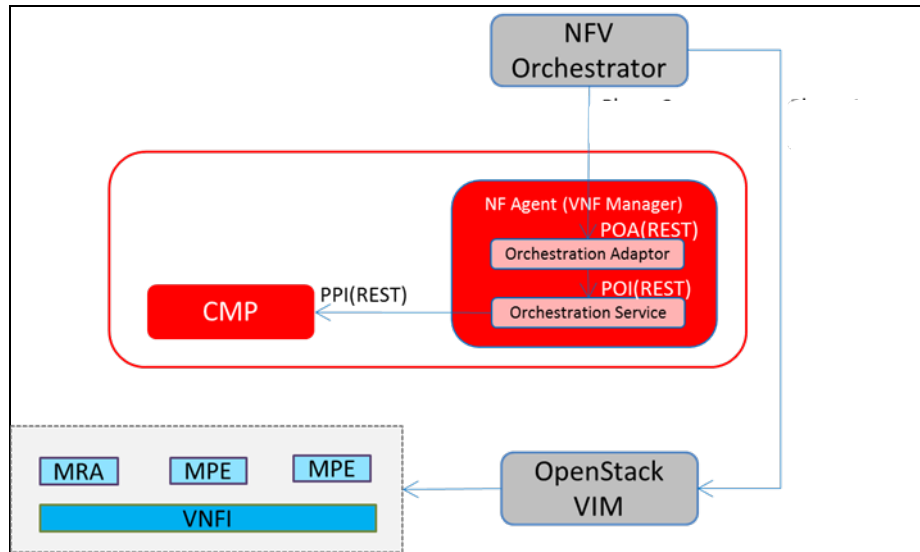 NFV
Orchestrator
NF Agent (VNF Manager)
POA(REST)
Orchestration Adaptor
POI(REST)
Orchestration Service
PPI(REST)
CMP
MRA
MPE
MPE
VNFI
OpenStack
VIM